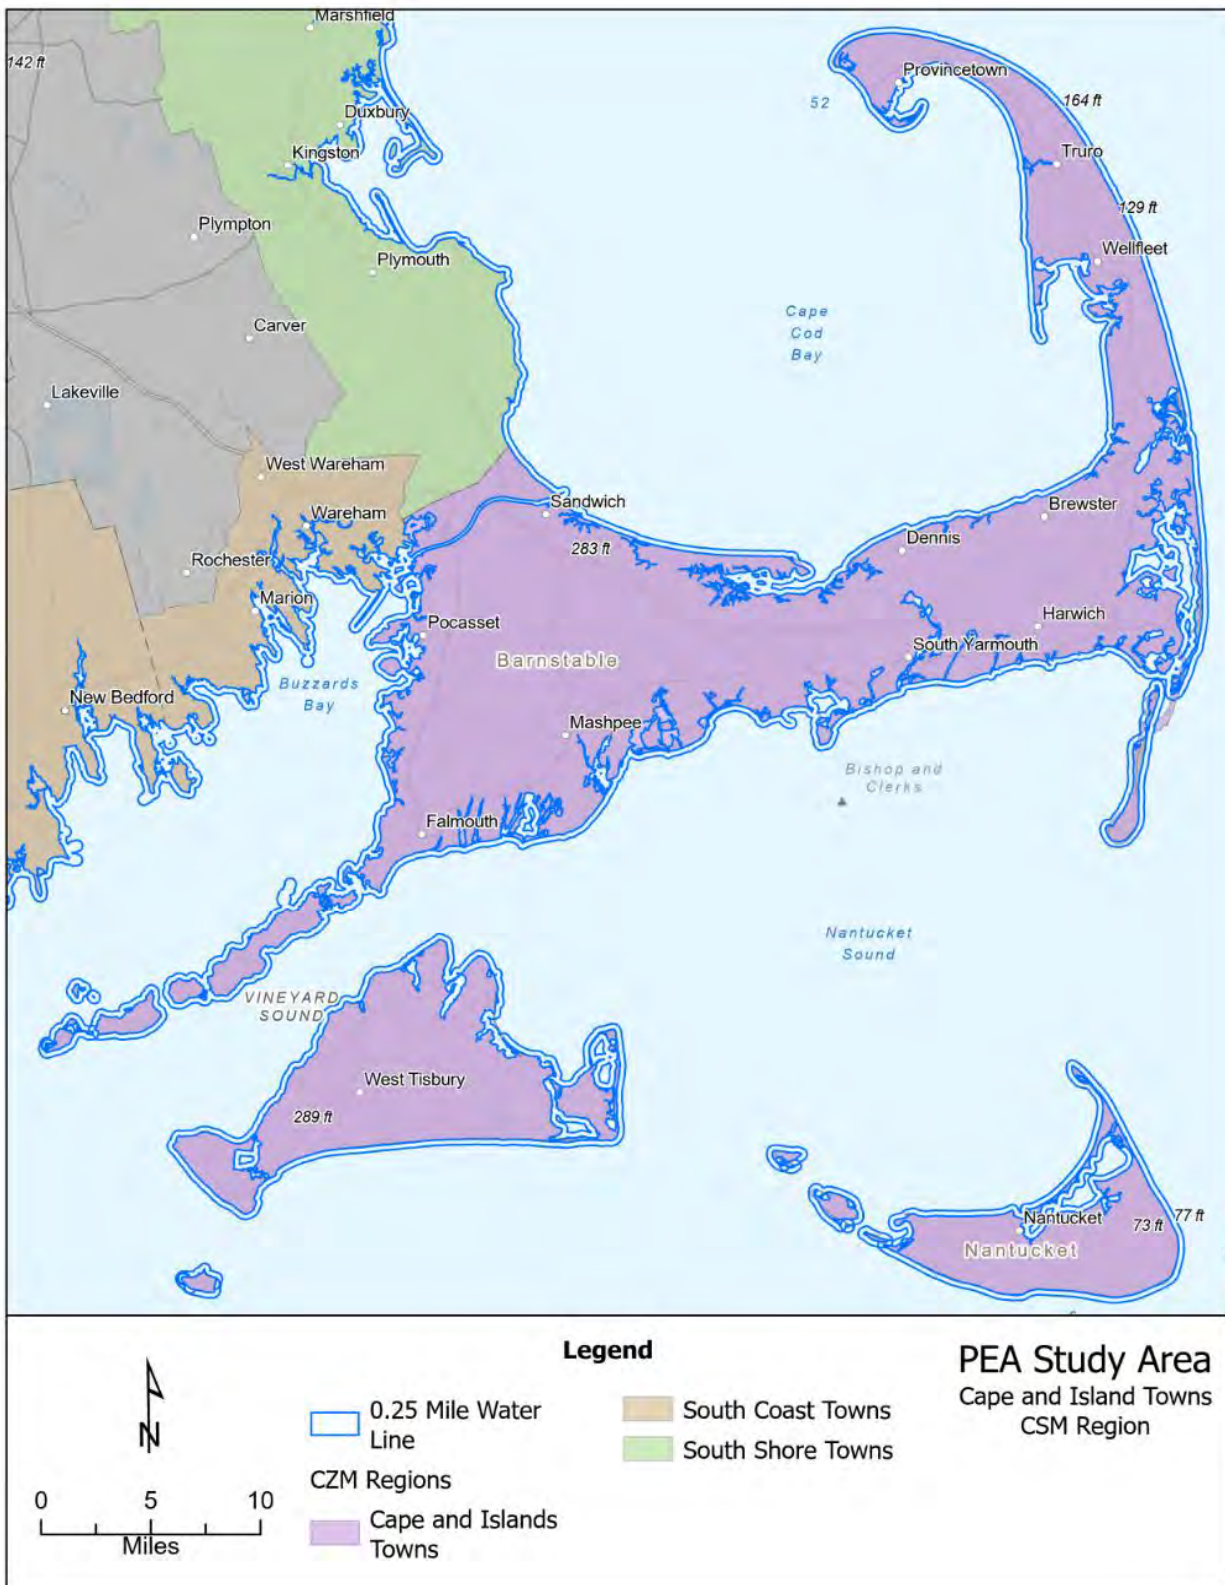 Marshfield
142 ft
Provincetown
52
164 ft
Duxbury
Kingston
Truro
129 ft
Plympton
Wellfleet
Plymouth
Cape
Cod
Bay
Carver
Lakeville
West Wareham
Sandwich
Brewster
Wareham
Dennis
283 ft
Rochester
Marion
Harwich
Pocasset
South Yarmouth
Barnstable
Buzzards
Bay
New Bedford
Mashpee
Bishop and
Clerks
Falmouth
Nantucket
Sound
VINEYARD
SOUND
West Tisbury
289 ft
Nantucket
73 ft
77 ft
Nantucket
Legend
PEA Study Area
Cape and Island Towns
CSM Region
N
0 5 10
Miles
0.25 Mile Water
Line
CZM Regions
Cape and Islands
Towns
South Coast Towns
South Shore Towns